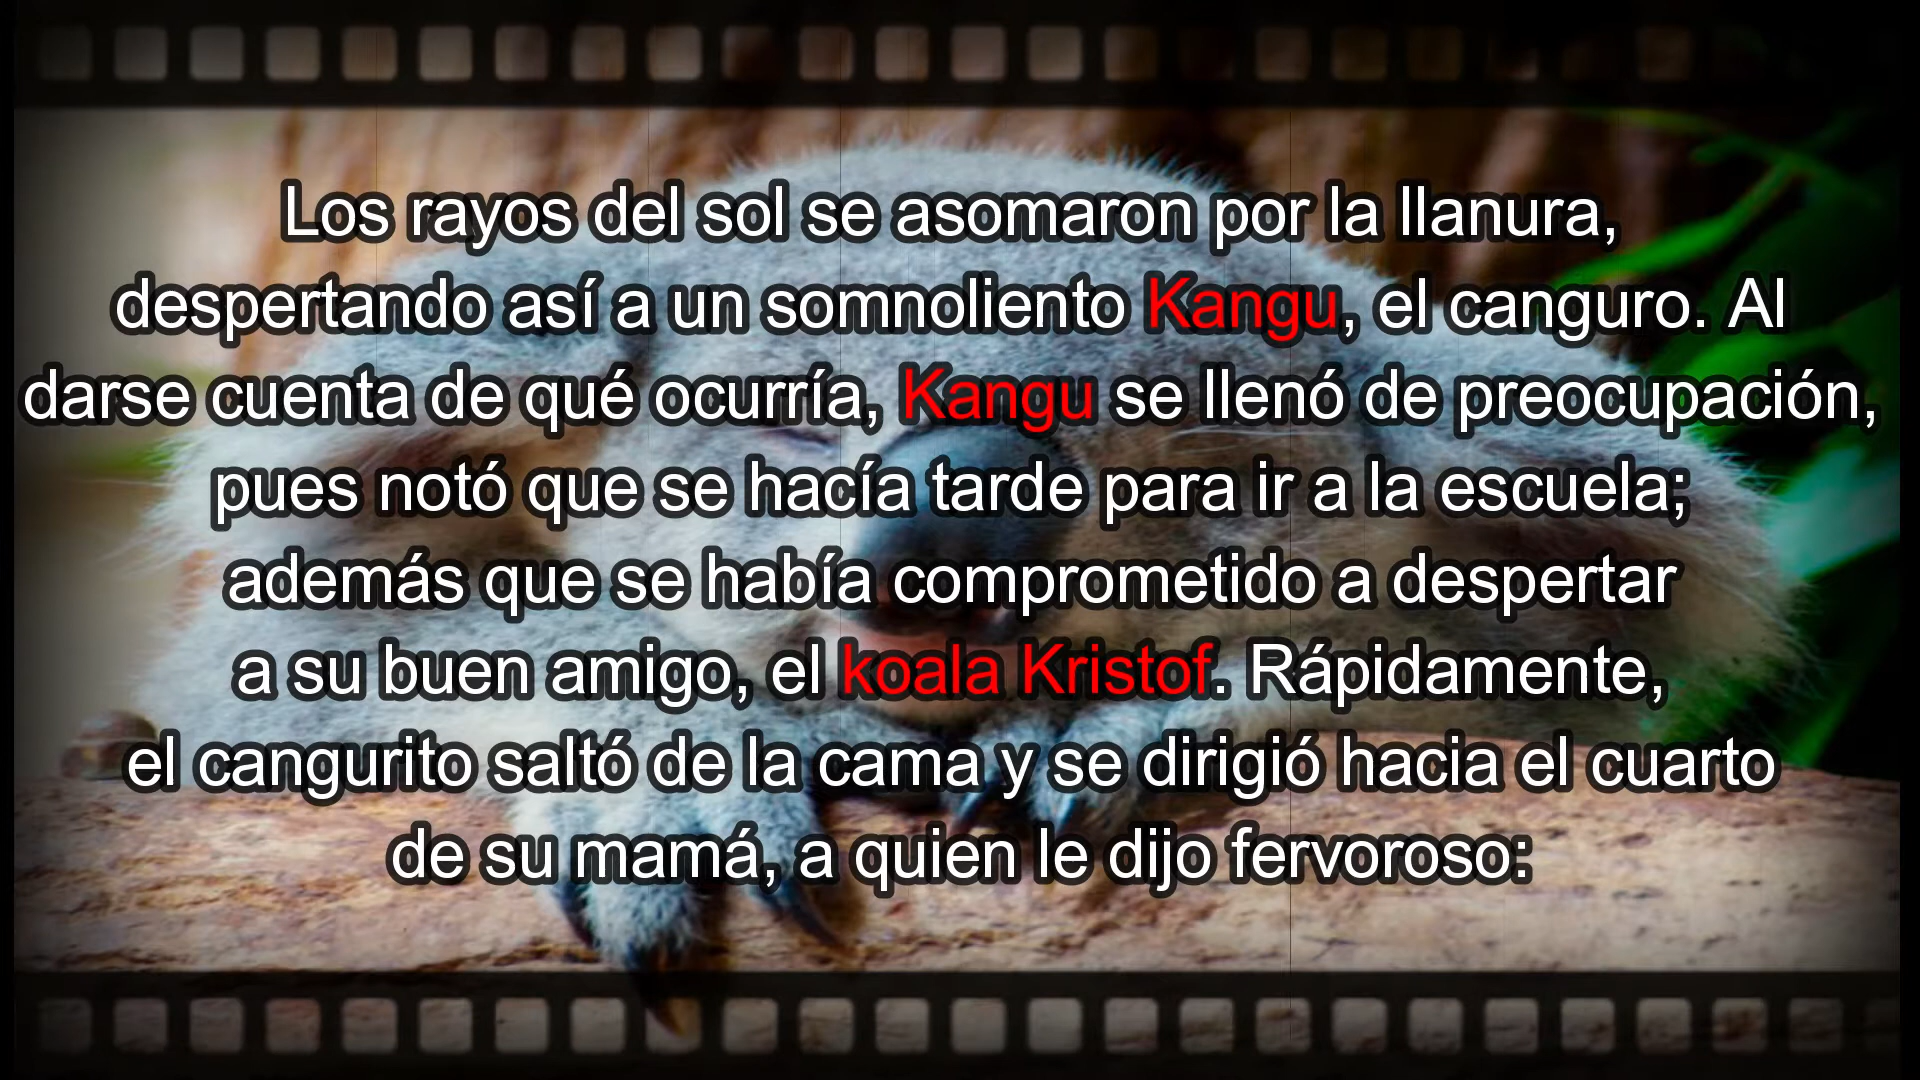 Los rayos del sol se asomaron por la llanura,
despertando así a un somnoliento Kangu, el canguro. Al
darse cuenta de qué ocurría, Kangu se llenó de preocupación,
pues notó que se hacía tarde para ir a la escuela;
además que se había comprometido a despertar
a su buen amigo, el koala Kristof. Rápidamente,
el cangurito saltó de la cama y se dirigió hacia el cuarto
de su mamá, a quien le dijo fervoroso: